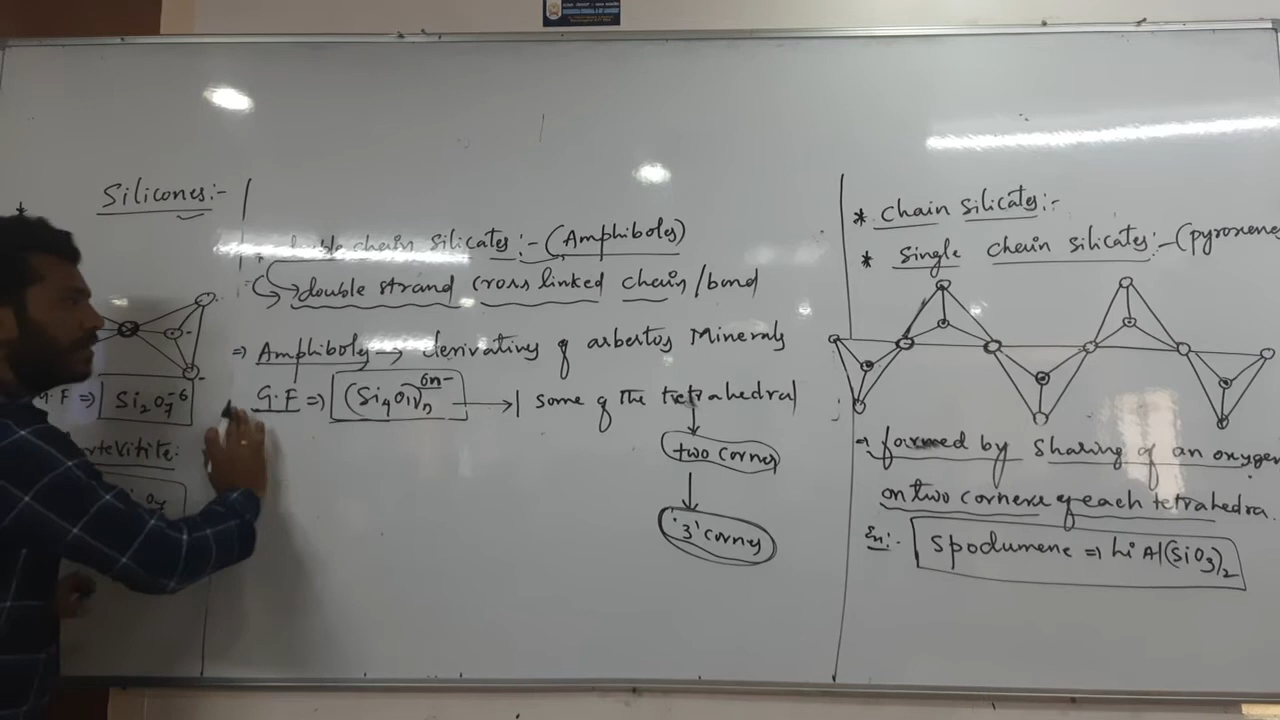 Silicones:-
G.F => Si2O7^-6
rtevitite:
double chain silicates:- (Amphiboles)
double strand cross linked chain/band
=> Amphiboles -> derivatives of asbestos Minerals
G.F => (Si4O11)n^6n- -> some of the tetrahedral
two corner
'3' corner
* Chain silicates:-
* Single chain silicates:- (pyroxene
-> formed by sharing of an oxygen
on two corners of each tetrahedra.
Ex:- Spodumene => LiAl(SiO3)2